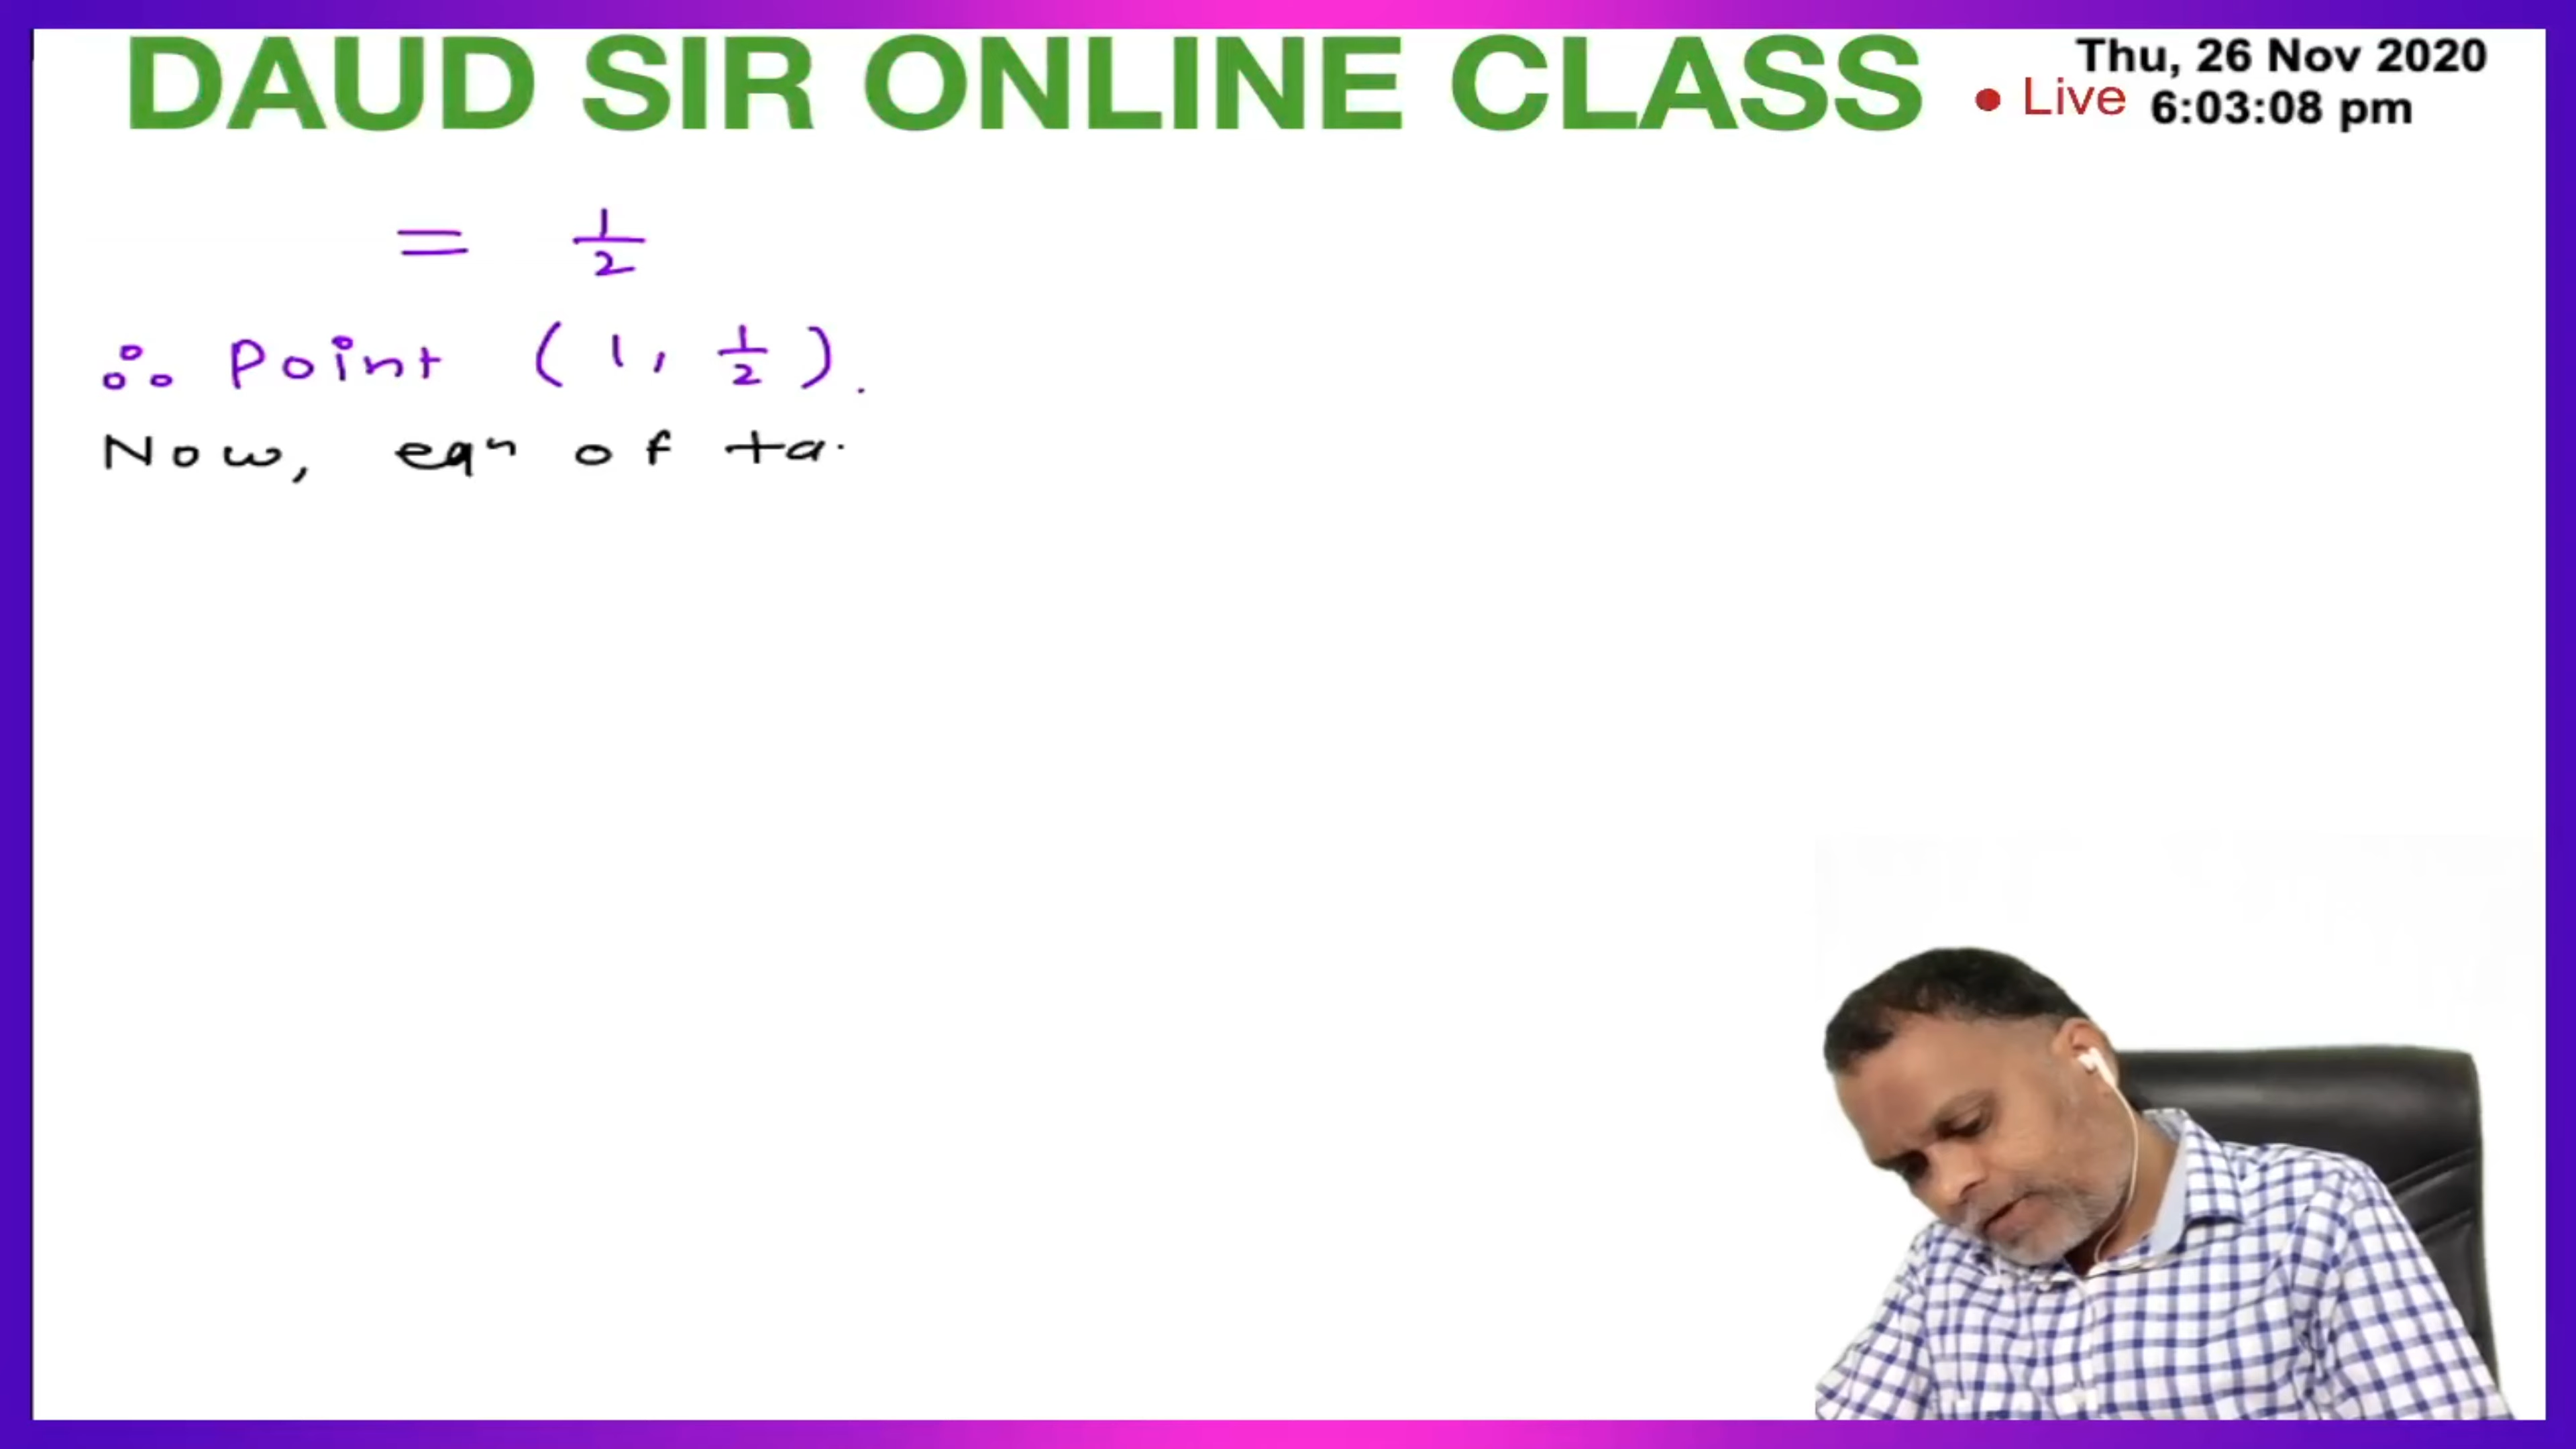 DAUD SIR ONLINE CLASS
Thu, 26 Nov 2020
• Live 6:03:08 pm
= 1/2
∴ Point (1, 1/2).
Now, eqn of ta